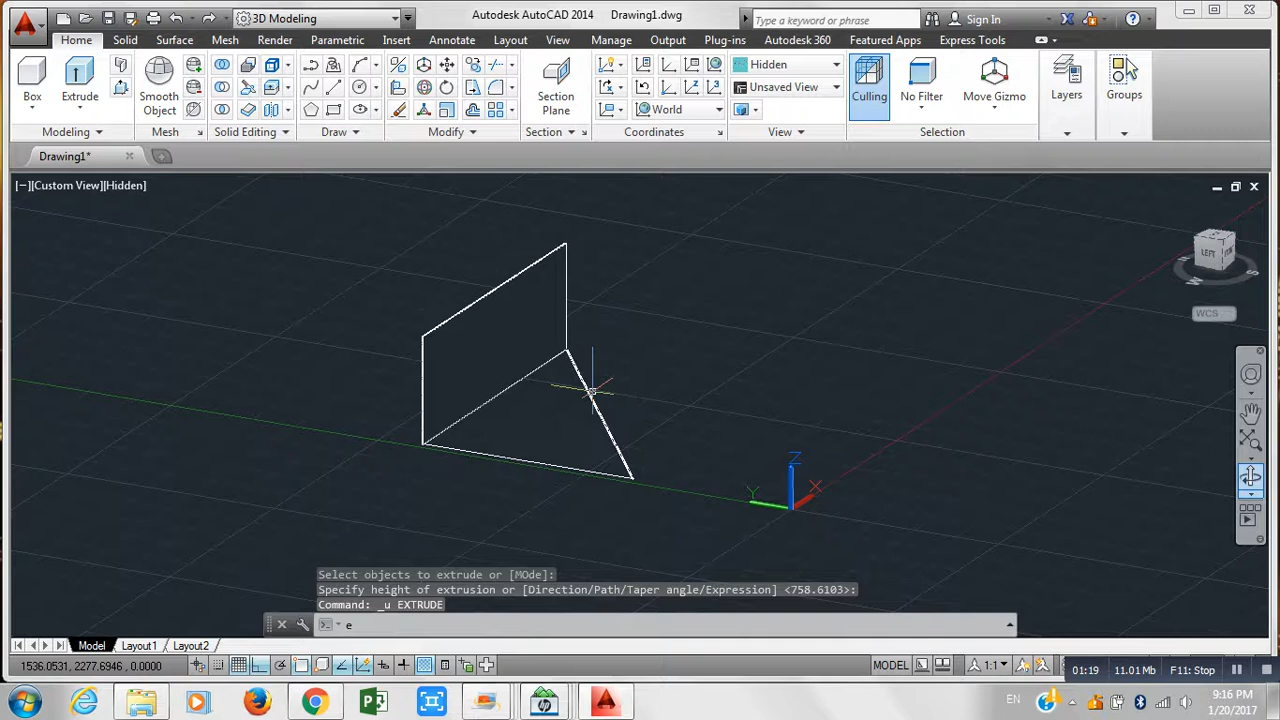 3D Modeling
Autodesk AutoCAD 2014 Drawing1.dwg
Type a keyword or phrase
Sign In
Home Solid Surface Mesh Render Parametric Insert Annotate Layout View Manage Output Plug-ins Autodesk 360 Featured Apps Express Tools
Box
Extrude
Smooth
Object
Section
Plane
World
Hidden
Unsaved View
Culling
No Filter
Move Gizmo
Layers
Groups
Modeling
Mesh
Solid Editing
Draw
Modify
Section
Coordinates
View
Selection
Drawing1*
[−][Custom View][Hidden]
LEFT
W
S
WCS
Z
Y
X
Select objects to extrude or [MOde]:
Specify height of extrusion or [Direction/Path/Taper angle/Expression] <758.6103>:
Command: _u EXTRUDE
e
Model Layout1 Layout2
1536.0531, 2277.6946, 0.0000
MODEL
1:1
01:19 11.01 Mb F11: Stop
EN
9:16 PM
1/20/2017